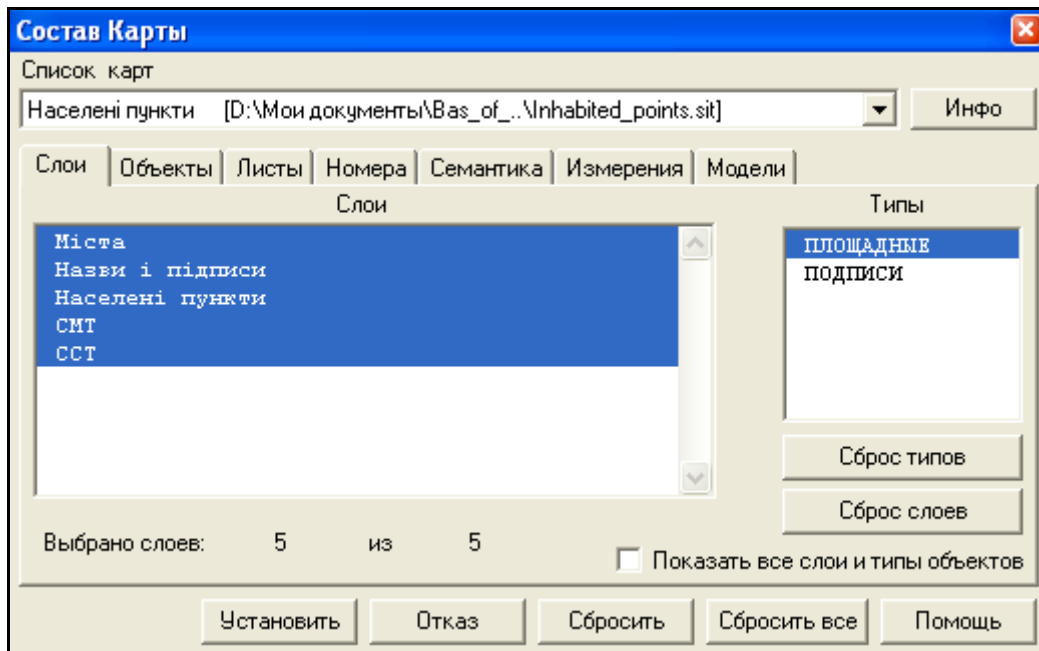 Состав Карты
Список карт
Населені пункти [D:\Мои документы\Bas_of_..\Inhabited_points.sit] Инфо
Слои Объекты Листы Номера Семантика Измерения Модели
Слои Типы
Міста ПЛОЩАДНЫЕ
Назви і підписи ПОДПИСИ
Населені пункти
СМТ
ССТ
Сброс типов
Сброс слоев
Выбрано слоев: 5 из 5
Показать все слои и типы объектов
Установить Отказ Сбросить Сбросить все Помощь